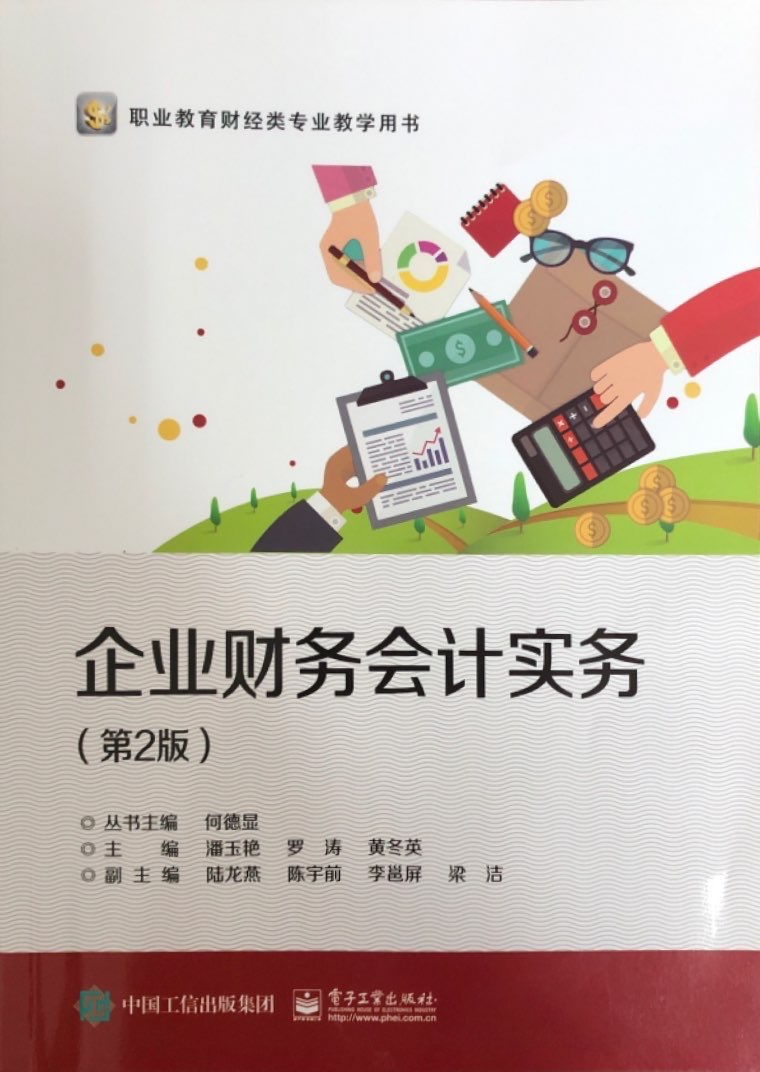 职业教育财经类专业教学用书
企业财务会计实务
（第2版）
◎ 丛书主编 何德显
◎ 主 编 潘玉艳 罗 涛 黄冬英
◎ 副 主 编 陆龙燕 陈宇前 李邕屏 梁 洁
中国工信出版集团 電子工業出版社·
PUBLISHING HOUSE OF ELECTRONICS INDUSTRY
http://www.phei.com.cn